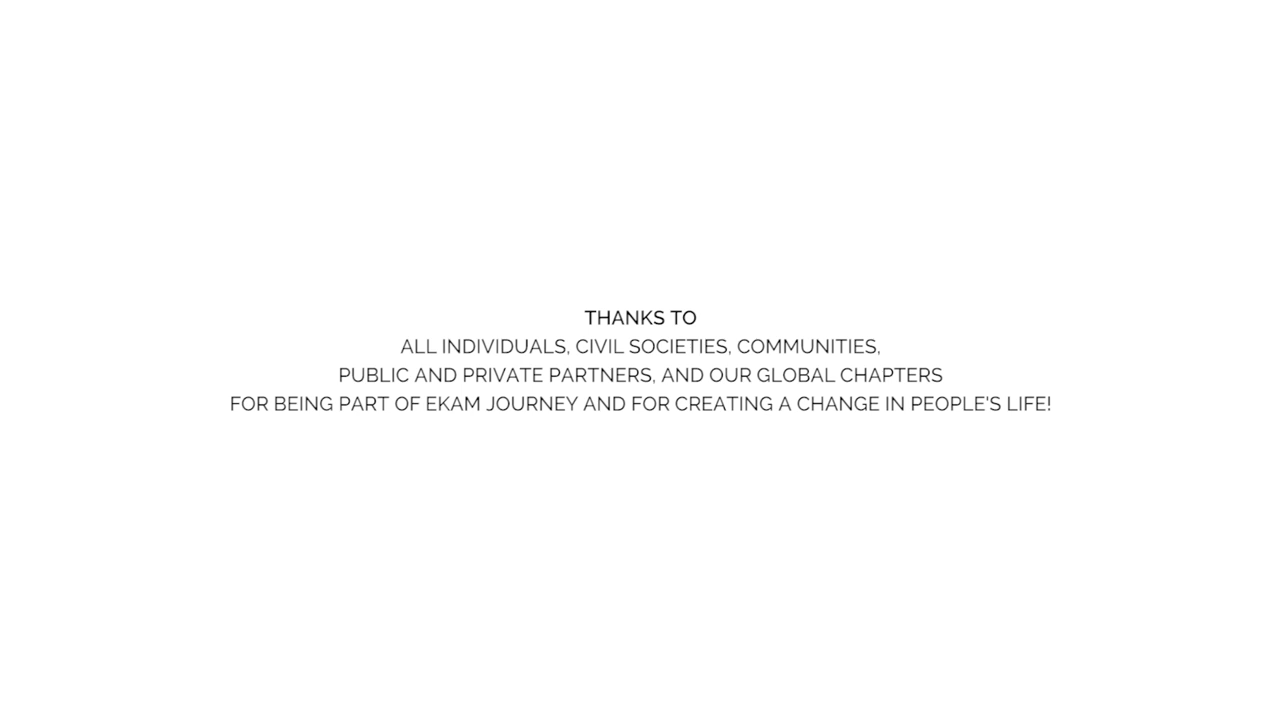 THANKS TO
ALL INDIVIDUALS, CIVIL SOCIETIES, COMMUNITIES,
PUBLIC AND PRIVATE PARTNERS, AND OUR GLOBAL CHAPTERS
FOR BEING PART OF EKAM JOURNEY AND FOR CREATING A CHANGE IN PEOPLE'S LIFE!